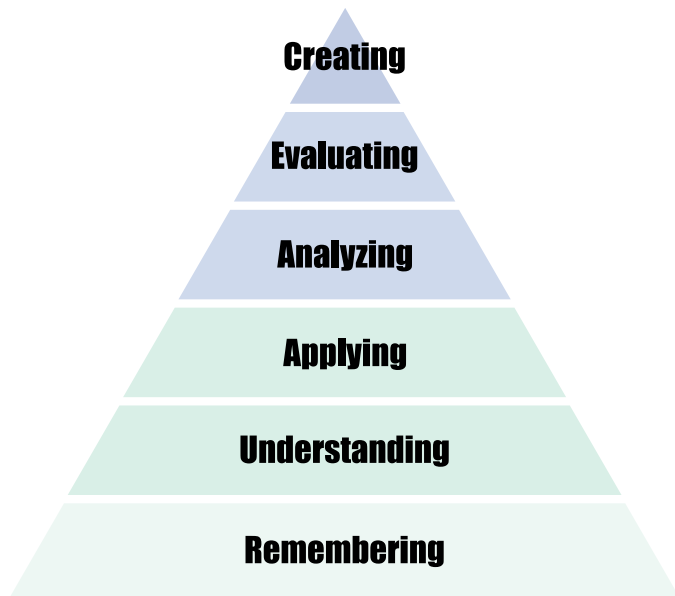 Creating
Evaluating
Analyzing
Applying
Understanding
Remembering